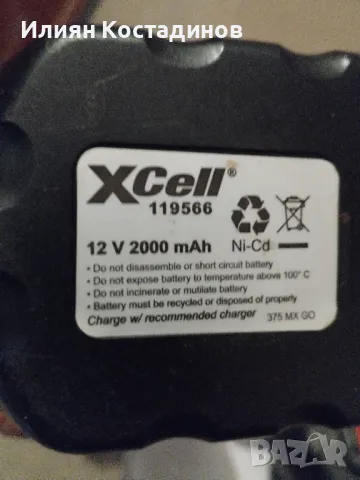 Илиян Костадинов
XCell®
119566
12 V 2000 mAh Ni-Cd
• Do not disassemble or short circuit battery
• Do not expose battery to temperature above 100° C
• Do not incinerate or mutilate battery
• Battery must be recycled or disposed of properly
Charge w/ recommended charger 375 MX GO
BAZAR
bg